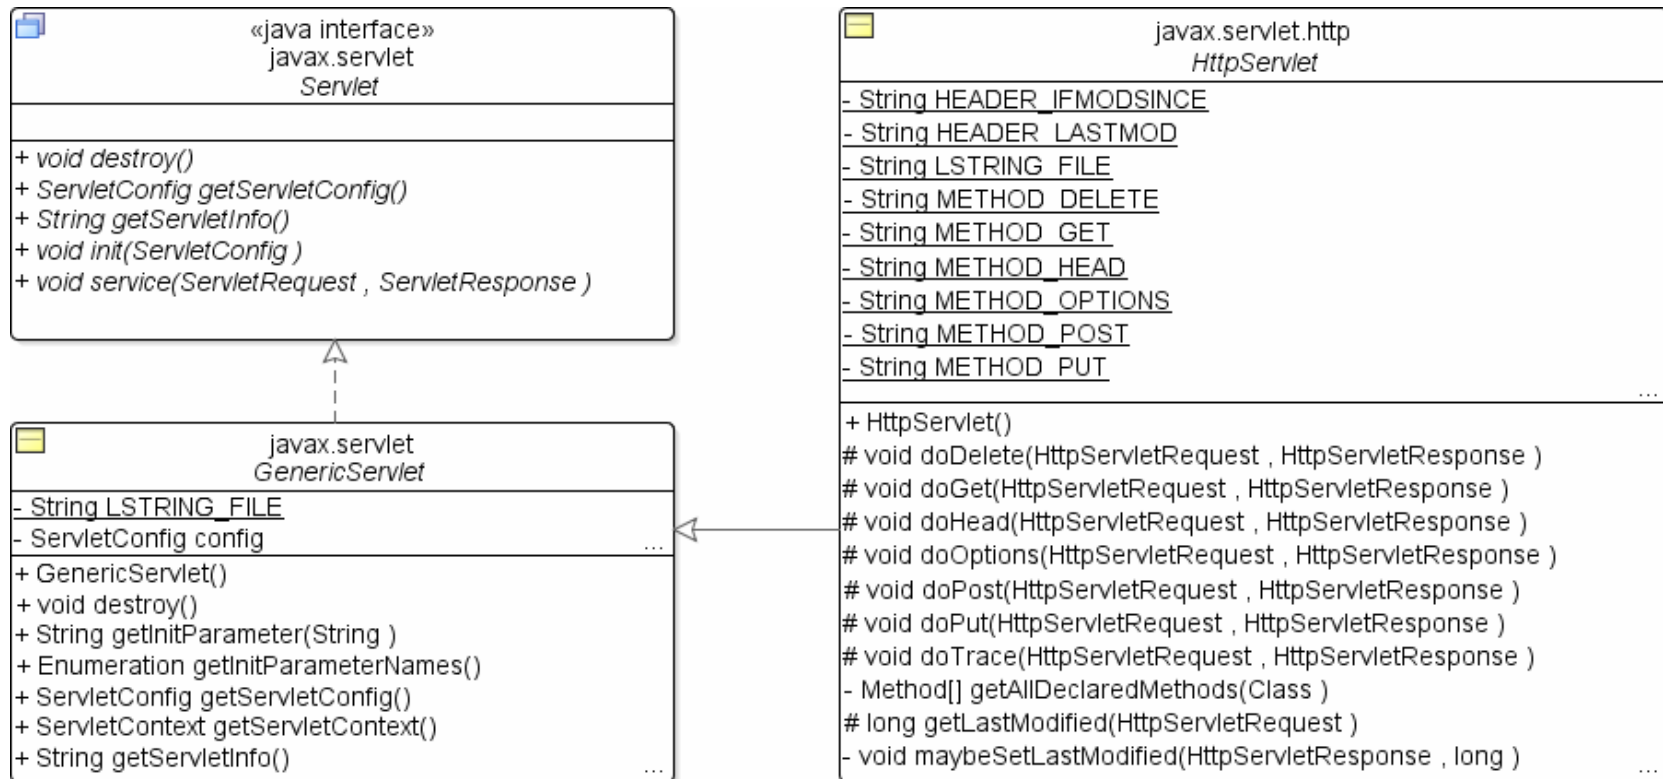 «java interface»
javax.servlet
Servlet
+ void destroy()
+ ServletConfig getServletConfig()
+ String getServletInfo()
+ void init(ServletConfig )
+ void service(ServletRequest , ServletResponse )
javax.servlet
GenericServlet
- String LSTRING_FILE
- ServletConfig config
...
+ GenericServlet()
+ void destroy()
+ String getInitParameter(String )
+ Enumeration getInitParameterNames()
+ ServletConfig getServletConfig()
+ ServletContext getServletContext()
+ String getServletInfo()
...
javax.servlet.http
HttpServlet
- String HEADER_IFMODSINCE
- String HEADER_LASTMOD
- String LSTRING_FILE
- String METHOD_DELETE
- String METHOD_GET
- String METHOD_HEAD
- String METHOD_OPTIONS
- String METHOD_POST
- String METHOD_PUT
...
+ HttpServlet()
# void doDelete(HttpServletRequest , HttpServletResponse )
# void doGet(HttpServletRequest , HttpServletResponse )
# void doHead(HttpServletRequest , HttpServletResponse )
# void doOptions(HttpServletRequest , HttpServletResponse )
# void doPost(HttpServletRequest , HttpServletResponse )
# void doPut(HttpServletRequest , HttpServletResponse )
# void doTrace(HttpServletRequest , HttpServletResponse )
- Method[] getAllDeclaredMethods(Class )
# long getLastModified(HttpServletRequest )
- void maybeSetLastModified(HttpServletResponse , long )
...